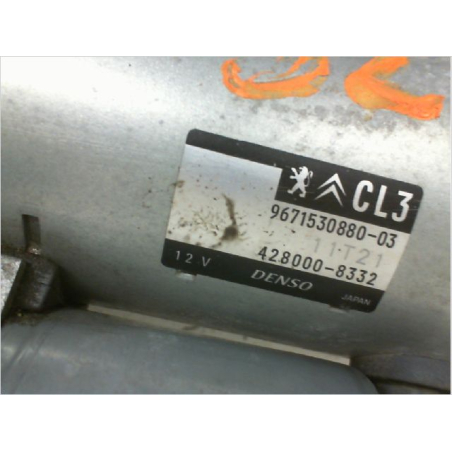 CL3
9671530880-03
11T21
12V 428000-8332
DENSO JAPAN